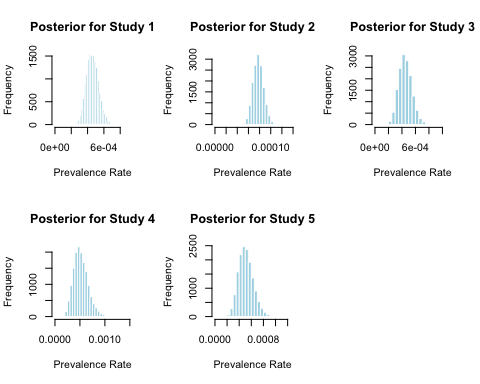 Posterior for Study 1
Frequency
0 500 1500
0e+00 6e-04
Prevalence Rate
Posterior for Study 2
Frequency
0 1500 3000
0.00000 0.00010
Prevalence Rate
Posterior for Study 3
Frequency
0 1500 3000
0e+00 6e-04
Prevalence Rate
Posterior for Study 4
Frequency
0 1000
0.0000 0.0010
Prevalence Rate
Posterior for Study 5
Frequency
0 1000 2500
0.0000 0.0008
Prevalence Rate